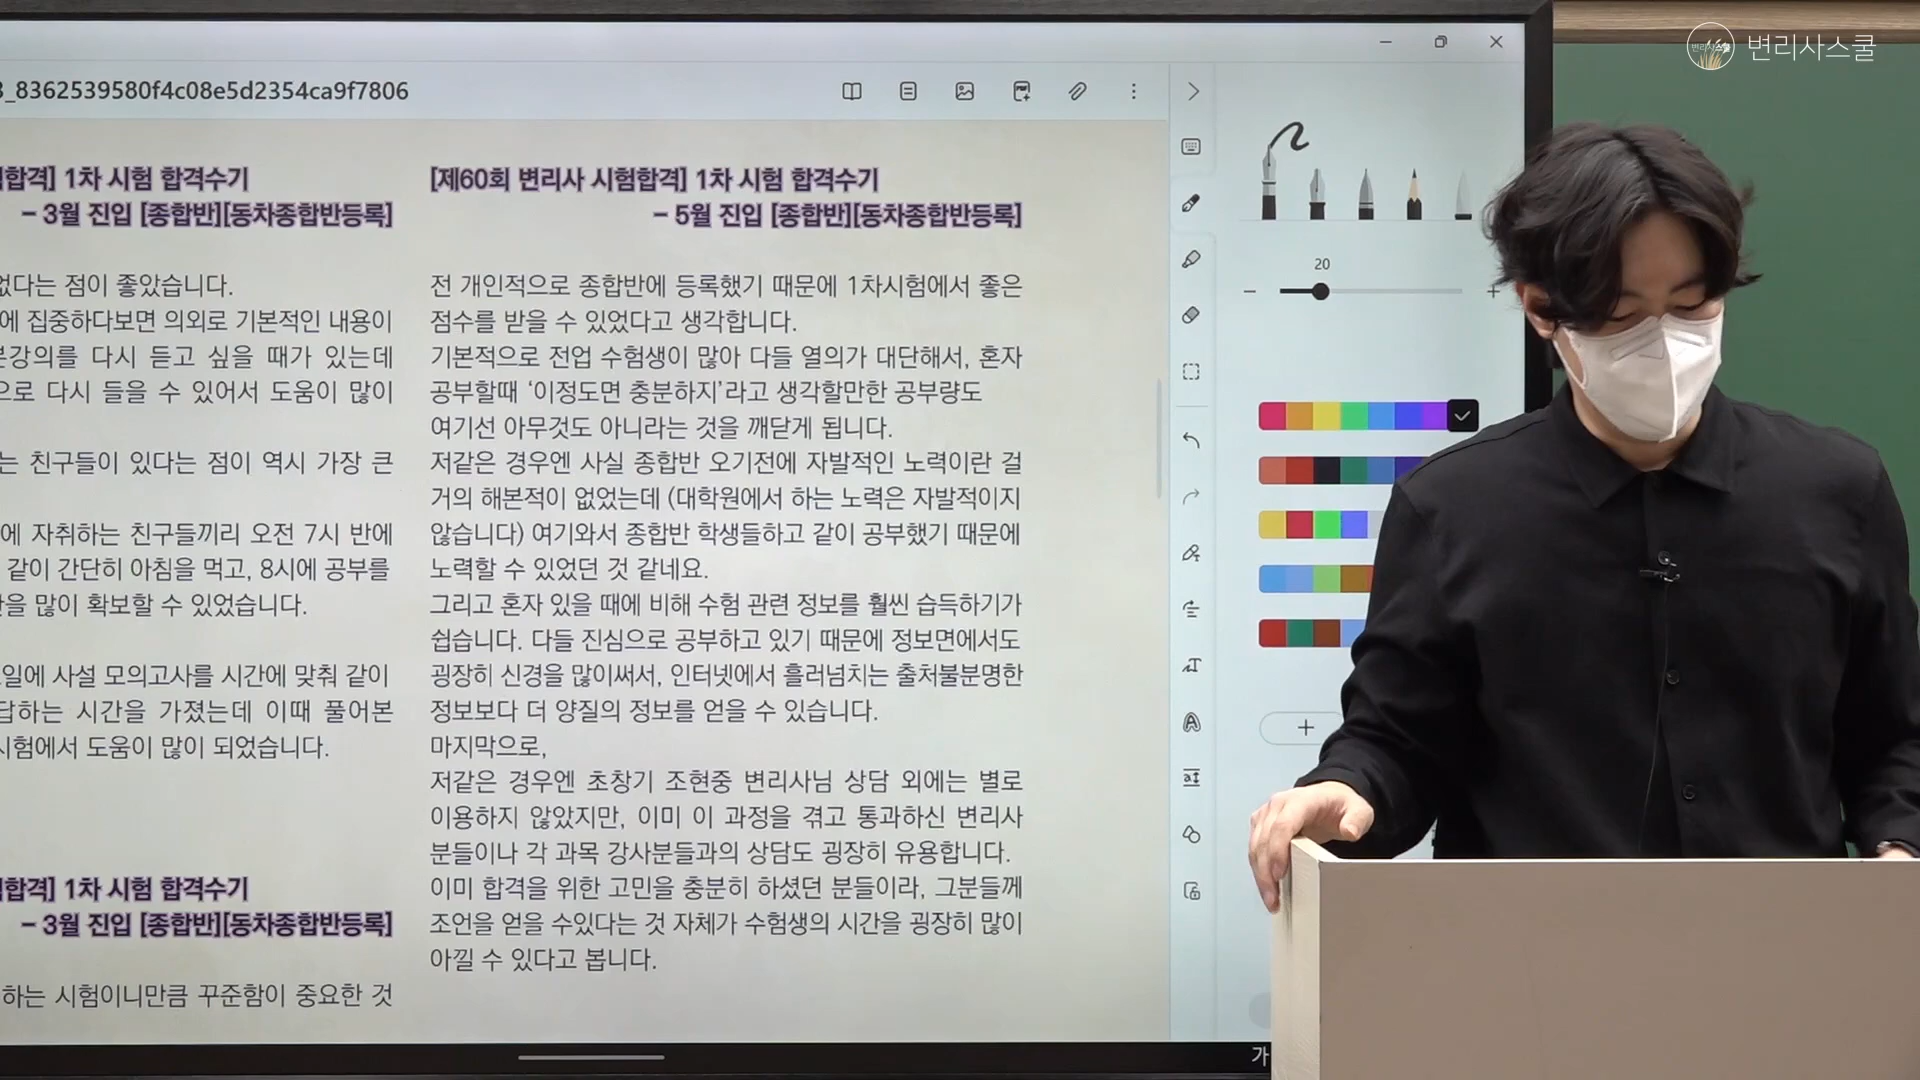 변리사스쿨
3_8362539580f4c08e5d2354ca9f7806
합격] 1차 시험 합격수기
– 3월 진입 [종합반][동차종합반등록]
없다는 점이 좋았습니다.
에 집중하다보면 의외로 기본적인 내용이
본강의를 다시 듣고 싶을 때가 있는데
으로 다시 들을 수 있어서 도움이 많이
는 친구들이 있다는 점이 역시 가장 큰
에 자취하는 친구들끼리 오전 7시 반에
같이 간단히 아침을 먹고, 8시에 공부를
을 많이 확보할 수 있었습니다.
일에 사설 모의고사를 시간에 맞춰 같이
답하는 시간을 가졌는데 이때 풀어본
시험에서 도움이 많이 되었습니다.
합격] 1차 시험 합격수기
– 3월 진입 [종합반][동차종합반등록]
하는 시험이니만큼 꾸준함이 중요한 것
[제60회 변리사 시험합격] 1차 시험 합격수기
– 5월 진입 [종합반][동차종합반등록]
전 개인적으로 종합반에 등록했기 때문에 1차시험에서 좋은
점수를 받을 수 있었다고 생각합니다.
기본적으로 전업 수험생이 많아 다들 열의가 대단해서, 혼자
공부할때 ‘이정도면 충분하지’라고 생각할만한 공부량도
여기선 아무것도 아니라는 것을 깨닫게 됩니다.
저같은 경우엔 사실 종합반 오기전에 자발적인 노력이란 걸
거의 해본적이 없었는데 (대학원에서 하는 노력은 자발적이지
않습니다) 여기와서 종합반 학생들하고 같이 공부했기 때문에
노력할 수 있었던 것 같네요.
그리고 혼자 있을 때에 비해 수험 관련 정보를 훨씬 습득하기가
쉽습니다. 다들 진심으로 공부하고 있기 때문에 정보면에서도
굉장히 신경을 많이써서, 인터넷에서 흘러넘치는 출처불분명한
정보보다 더 양질의 정보를 얻을 수 있습니다.
마지막으로,
저같은 경우엔 초창기 조현중 변리사님 상담 외에는 별로
이용하지 않았지만, 이미 이 과정을 겪고 통과하신 변리사
분들이나 각 과목 강사분들과의 상담도 굉장히 유용합니다.
이미 합격을 위한 고민을 충분히 하셨던 분들이라, 그분들께
조언을 얻을 수있다는 것 자체가 수험생의 시간을 굉장히 많이
아낄 수 있다고 봅니다.
20
가